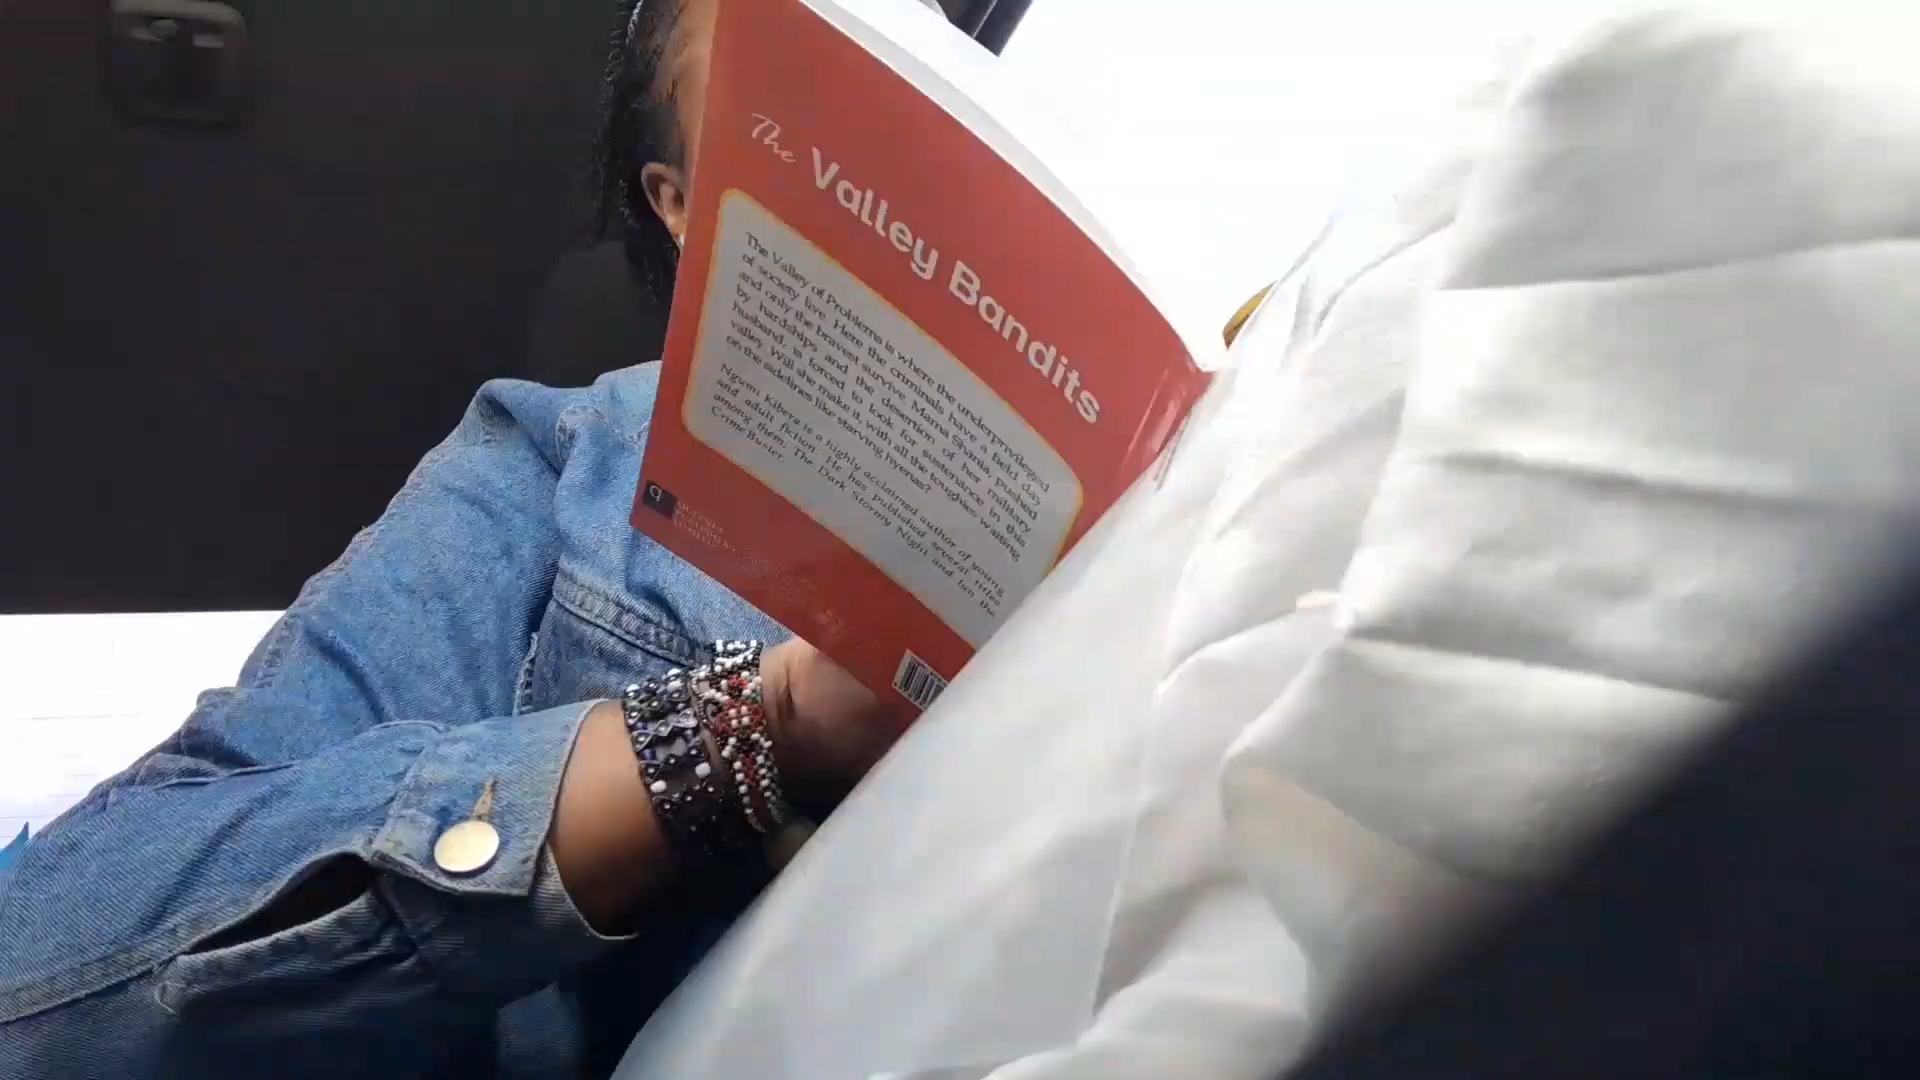 The Valley Bandits
The Valley of Problems is where the underprivileged
of society live. Here the criminals have a field day
and only the bravest survive. Mama Shania, pushed
by hardships and the desertion of her military
husband, is forced to look for sustenance in this
valley. Will she make it, with all the toughies waiting
on the sidelines like starving hyenas?
Ngumi Kibera is a highly acclaimed author of young
and adult fiction. He has published several titles
among them; The Dark Stormy Night and Iun the
CrimeBuster.
q
PUBLISHERS
LIMITED